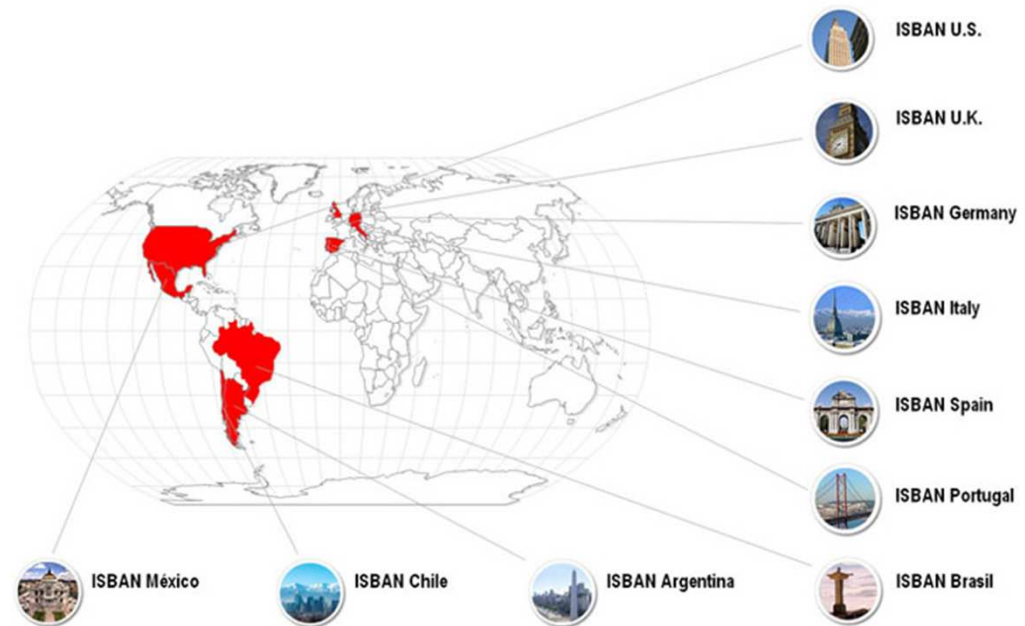 ISBAN U.S.
ISBAN U.K.
ISBAN Germany
ISBAN Italy
ISBAN Spain
ISBAN Portugal
ISBAN México
ISBAN Chile
ISBAN Argentina
ISBAN Brasil